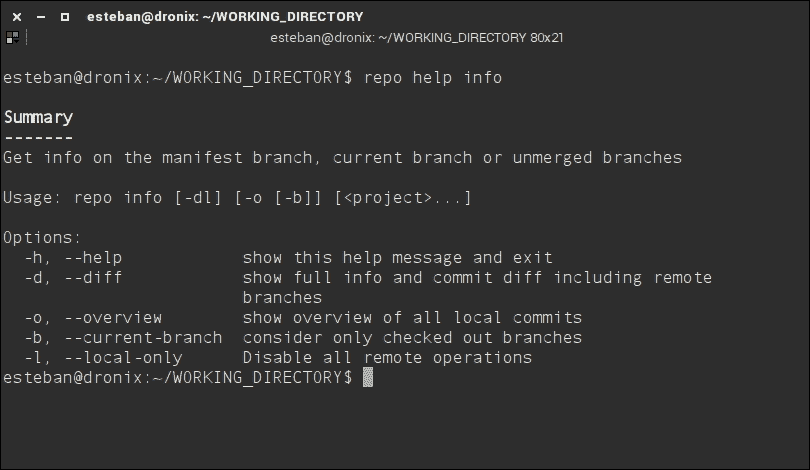 esteban@dronix: ~/WORKING_DIRECTORY
esteban@dronix: ~/WORKING_DIRECTORY 80x21
esteban@dronix:~/WORKING_DIRECTORY$ repo help info
Summary
-------
Get info on the manifest branch, current branch or unmerged branches
Usage: repo info [-dl] [-o [-b]] [<project>...]
Options:
  -h, --help            show this help message and exit
  -d, --diff            show full info and commit diff including remote
                        branches
  -o, --overview        show overview of all local commits
  -b, --current-branch  consider only checked out branches
  -l, --local-only      Disable all remote operations
esteban@dronix:~/WORKING_DIRECTORY$